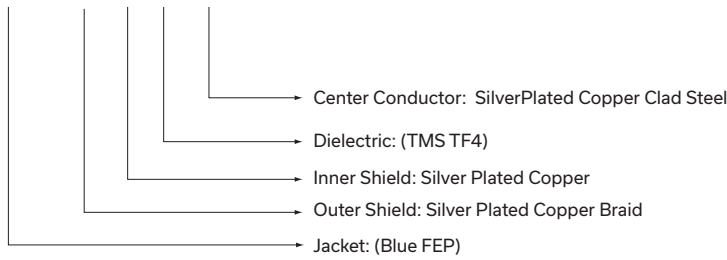 Center Conductor: SilverPlated Copper Clad Steel
Dielectric: (TMS TF4)
Inner Shield: Silver Plated Copper
Outer Shield: Silver Plated Copper Braid
Jacket: (Blue FEP)